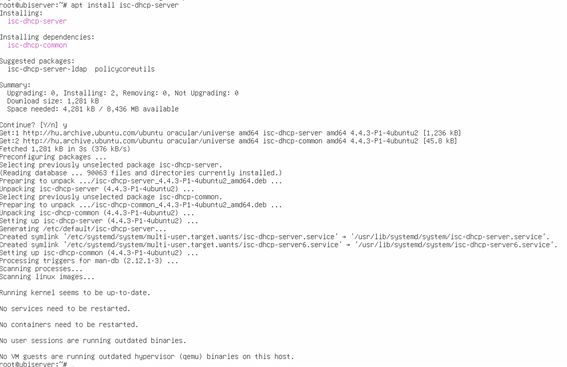 root@ubiserver:~# apt install isc-dhcp-server
Installing:
  isc-dhcp-server

Installing dependencies:
  isc-dhcp-common

Suggested packages:
  isc-dhcp-server-ldap  policycoreutils

Summary:
  Upgrading: 0, Installing: 2, Removing: 0, Not Upgrading: 0
  Download size: 1,281 kB
  Space needed: 4,281 kB / 8,436 MB available

Continue? [Y/n] y
Get:1 http://hu.archive.ubuntu.com/ubuntu oracular/universe amd64 isc-dhcp-server amd64 4.4.3-P1-4ubuntu2 [1,236 kB]
Get:2 http://hu.archive.ubuntu.com/ubuntu oracular/universe amd64 isc-dhcp-common amd64 4.4.3-P1-4ubuntu2 [45.8 kB]
Fetched 1,281 kB in 3s (376 kB/s)
Preconfiguring packages ...
Selecting previously unselected package isc-dhcp-server.
(Reading database ... 90063 files and directories currently installed.)
Preparing to unpack .../isc-dhcp-server_4.4.3-P1-4ubuntu2_amd64.deb ...
Unpacking isc-dhcp-server (4.4.3-P1-4ubuntu2) ...
Selecting previously unselected package isc-dhcp-common.
Preparing to unpack .../isc-dhcp-common_4.4.3-P1-4ubuntu2_amd64.deb ...
Unpacking isc-dhcp-common (4.4.3-P1-4ubuntu2) ...
Setting up isc-dhcp-server (4.4.3-P1-4ubuntu2) ...
Generating /etc/default/isc-dhcp-server...
Created symlink '/etc/systemd/system/multi-user.target.wants/isc-dhcp-server.service' → '/usr/lib/systemd/system/isc-dhcp-server.service'.
Created symlink '/etc/systemd/system/multi-user.target.wants/isc-dhcp-server6.service' → '/usr/lib/systemd/system/isc-dhcp-server6.service'.
Setting up isc-dhcp-common (4.4.3-P1-4ubuntu2) ...
Processing triggers for man-db (2.12.1-3) ...
Scanning processes...
Scanning linux images...

Running kernel seems to be up-to-date.

No services need to be restarted.

No containers need to be restarted.

No user sessions are running outdated binaries.

No VM guests are running outdated hypervisor (qemu) binaries on this host.
root@ubiserver:~# _